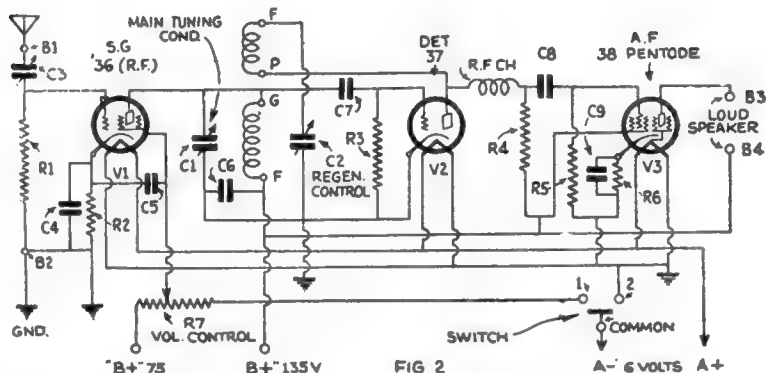 MAIN TUNING
COND.
F
P
G
F
B1
C3
S.G
'36 (R.F.)
DET
37
R.F CH
C8
A.F
38 PENTODE
B3
LOUD
SPEAKER
B4
C7
C9
R1
V1
C1
C6
C2
REGEN.
CONTROL
R3
V2
R4
R5
V3
R6
C4
R2
C5
B2
GND.
R7
VOL. CONTROL
1
2
SWITCH
COMMON
"B+" 75
B+" 135V
FIG 2
A-" 6 VOLTS
A+